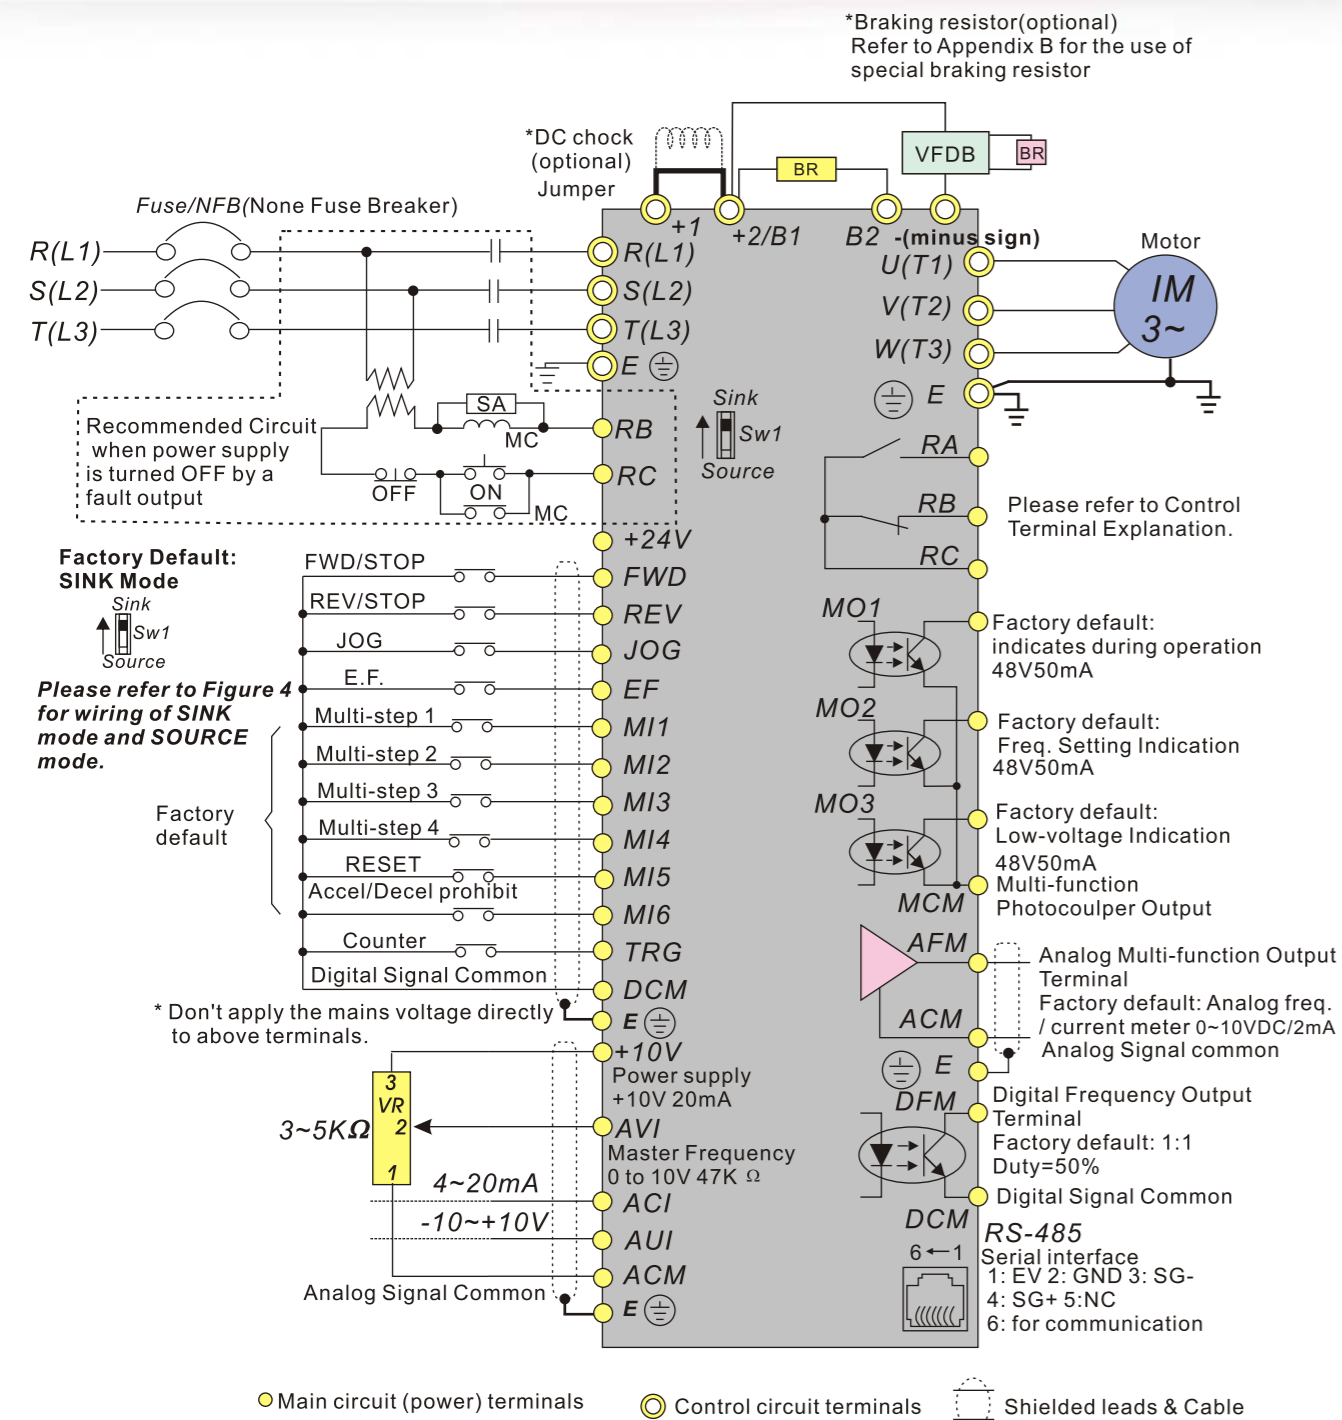 *Braking resistor(optional)
Refer to Appendix B for the use of
special braking resistor
*DC chock
(optional)
Jumper
BR
VFDB
BR
Fuse/NFB(None Fuse Breaker)
+1
+2/B1
B2
-(minus sign)
R(L1)
S(L2)
T(L3)
R(L1)
S(L2)
T(L3)
E
U(T1)
V(T2)
W(T3)
E
Motor
IM
3~
Recommended Circuit
when power supply
is turned OFF by a
fault output
SA
MC
OFF
ON
MC
RB
RC
Sink
Sw1
Source
RA
RB
RC
Please refer to Control
Terminal Explanation.
Factory Default:
SINK Mode
Sink
Sw1
Source
Please refer to Figure 4
for wiring of SINK
mode and SOURCE
mode.
Factory
default
+24V
FWD/STOP
FWD
REV/STOP
REV
JOG
JOG
E.F.
EF
Multi-step 1
MI1
Multi-step 2
MI2
Multi-step 3
MI3
Multi-step 4
MI4
RESET
MI5
Accel/Decel prohibit
MI6
Counter
TRG
Digital Signal Common
DCM
* Don't apply the mains voltage directly
to above terminals.
E
MO1
Factory default:
indicates during operation
48V50mA
MO2
Factory default:
Freq. Setting Indication
48V50mA
MO3
Factory default:
Low-voltage Indication
48V50mA
MCM
Multi-function
Photocoulper Output
AFM
Analog Multi-function Output
Terminal
Factory default: Analog freq.
/ current meter 0~10VDC/2mA
ACM
Analog Signal common
E
DFM
Digital Frequency Output
Terminal
Factory default: 1:1
Duty=50%
Digital Signal Common
DCM
+10V
Power supply
+10V 20mA
3
VR
2
1
3~5KΩ
AVI
Master Frequency
0 to 10V 47K Ω
4~20mA
ACI
-10~+10V
AUI
ACM
Analog Signal Common
E
RS-485
Serial interface
6←1
1: EV 2: GND 3: SG-
4: SG+ 5:NC
6: for communication
Main circuit (power) terminals
Control circuit terminals
Shielded leads & Cable